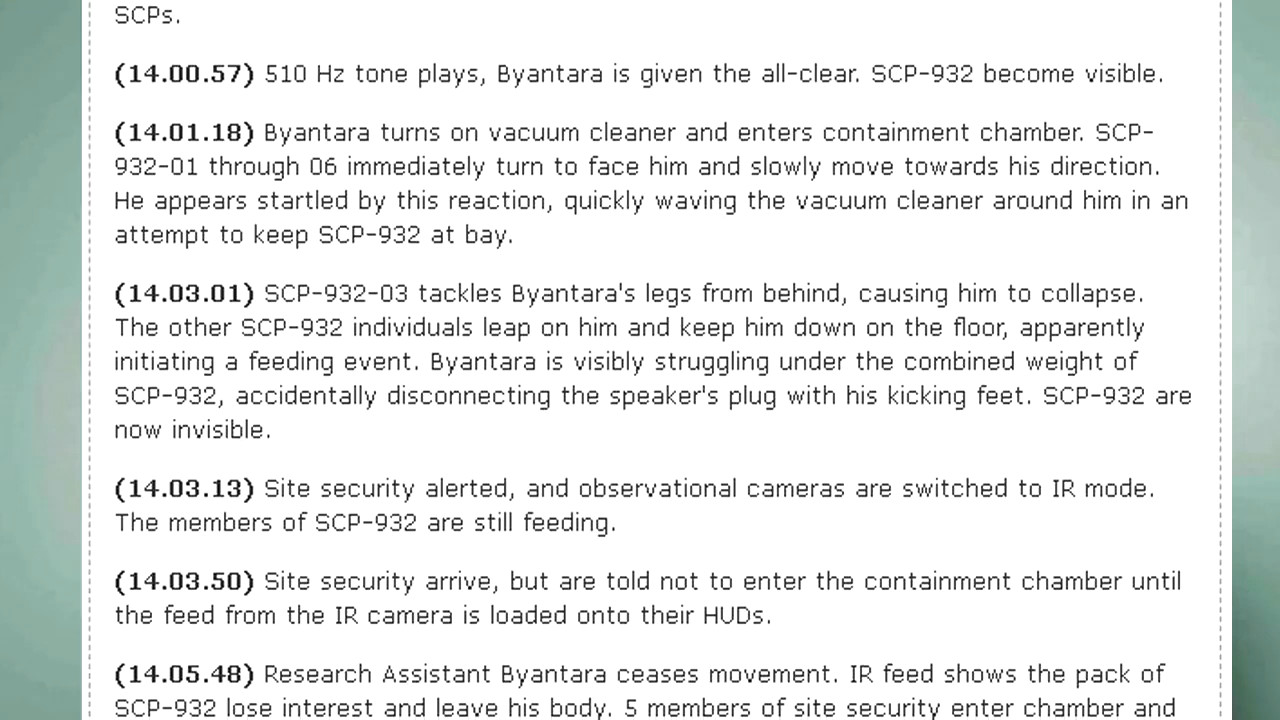 SCPs.
(14.00.57) 510 Hz tone plays, Byantara is given the all-clear. SCP-932 become visible.
(14.01.18) Byantara turns on vacuum cleaner and enters containment chamber. SCP-
932-01 through 06 immediately turn to face him and slowly move towards his direction.
He appears startled by this reaction, quickly waving the vacuum cleaner around him in an
attempt to keep SCP-932 at bay.
(14.03.01) SCP-932-03 tackles Byantara's legs from behind, causing him to collapse.
The other SCP-932 individuals leap on him and keep him down on the floor, apparently
initiating a feeding event. Byantara is visibly struggling under the combined weight of
SCP-932, accidentally disconnecting the speaker's plug with his kicking feet. SCP-932 are
now invisible.
(14.03.13) Site security alerted, and observational cameras are switched to IR mode.
The members of SCP-932 are still feeding.
(14.03.50) Site security arrive, but are told not to enter the containment chamber until
the feed from the IR camera is loaded onto their HUDs.
(14.05.48) Research Assistant Byantara ceases movement. IR feed shows the pack of
SCP-932 lose interest and leave his body. 5 members of site security enter chamber and